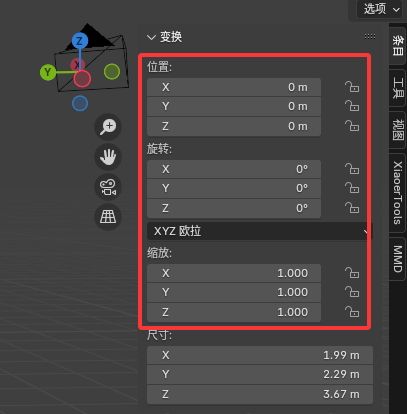 选项
变换
条目
工具
视图
XiaoerTools
MMD
Z
Y
X
位置:
X 0 m
Y 0 m
Z 0 m
旋转:
X 0°
Y 0°
Z 0°
XYZ 欧拉
缩放:
X 1.000
Y 1.000
Z 1.000
尺寸:
X 1.99 m
Y 2.29 m
Z 3.67 m